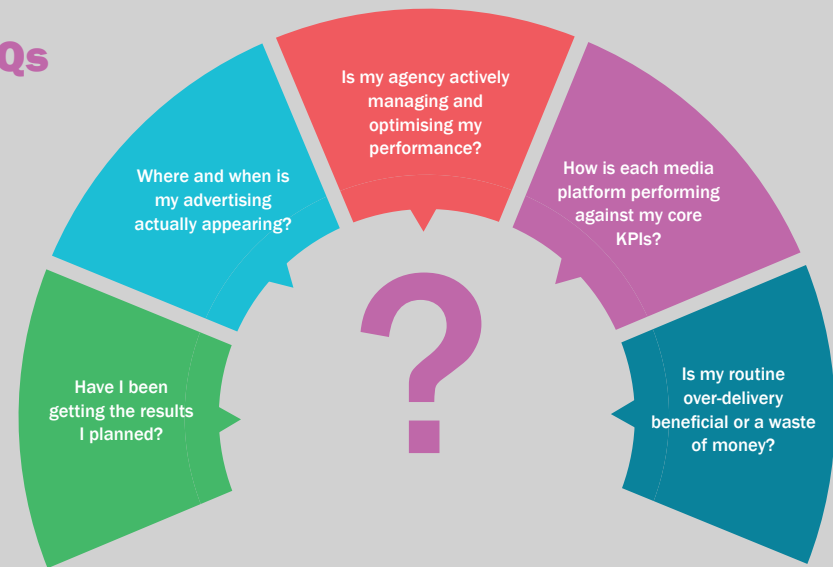 Qs
Is my agency actively
managing and
optimising my
performance?
Where and when is
my advertising
actually appearing?
How is each media
platform performing
against my core
KPIs?
Have I been
getting the results
I planned?
Is my routine
over-delivery
beneficial or a waste
of money?
?